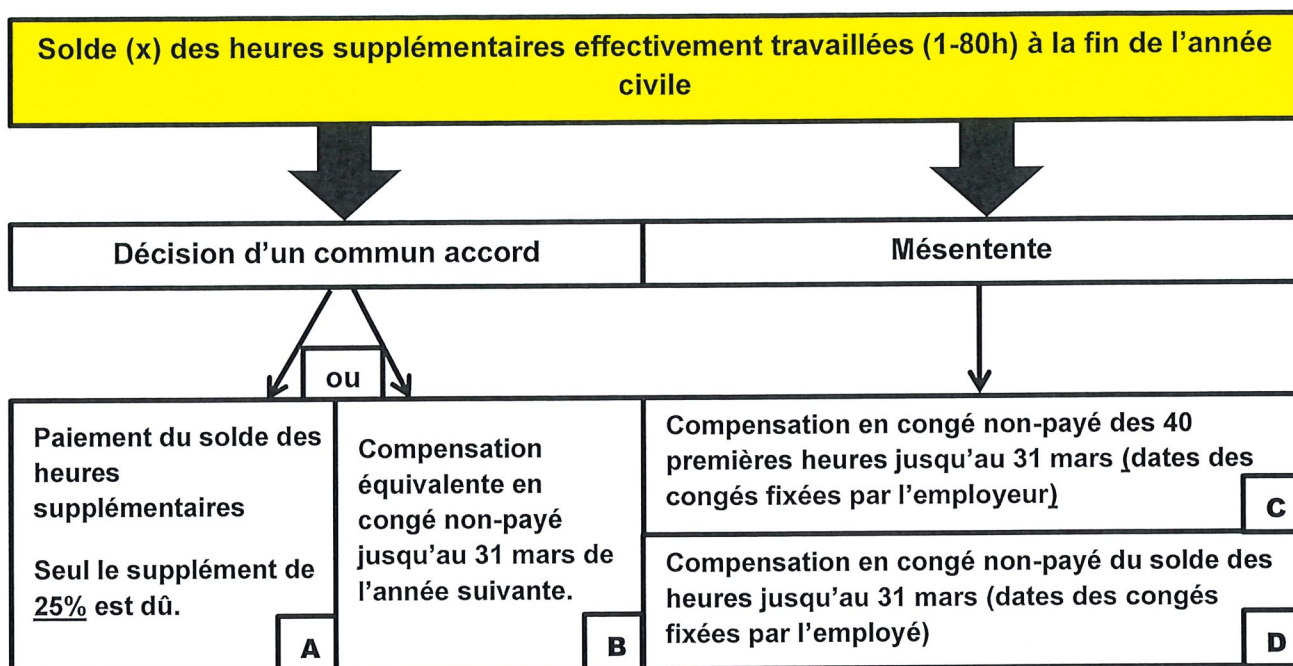 Solde (x) des heures supplémentaires effectivement travaillées (1-80h) à la fin de l'année
civile
Décision d'un commun accord
Mésentente
ou
Paiement du solde des
heures
supplémentaires
Seul le supplément de
25% est dû.
A
Compensation
équivalente en
congé non-payé
jusqu'au 31 mars de
l'année suivante.
B
Compensation en congé non-payé des 40
premières heures jusqu'au 31 mars (dates des
congés fixées par l'employeur)
C
Compensation en congé non-payé du solde des
heures jusqu'au 31 mars (dates des congés
fixées par l'employé)
D